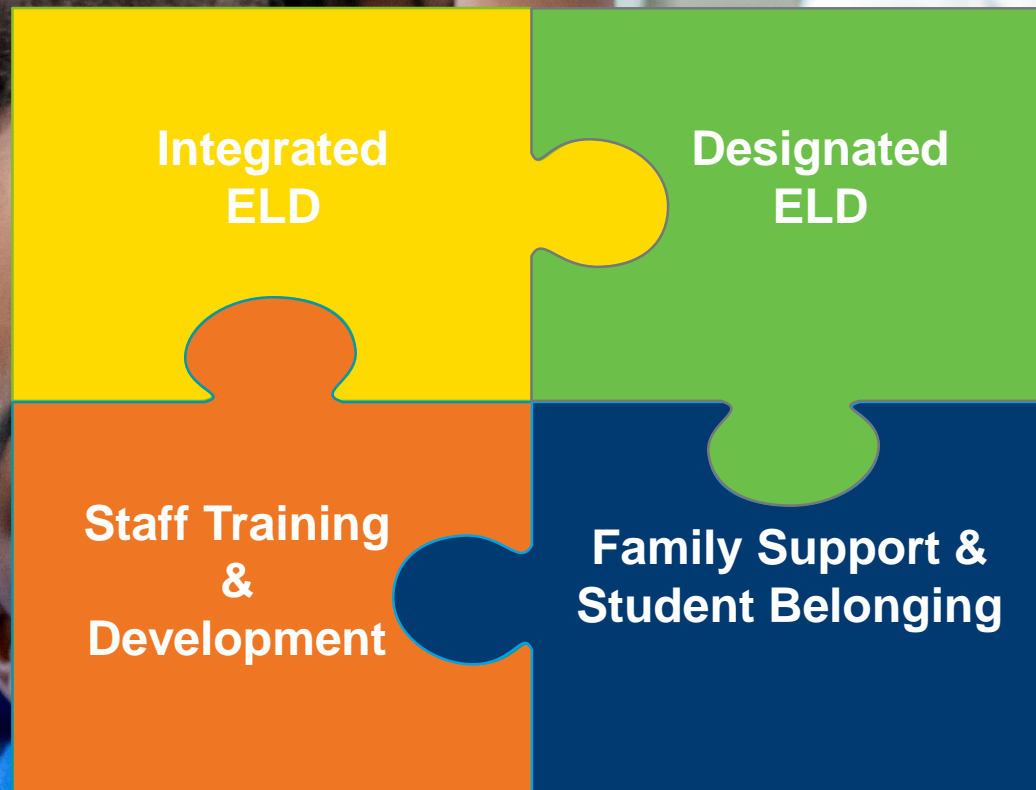 Integrated
ELD
Designated
ELD
Staff Training
&
Development
Family Support &
Student Belonging